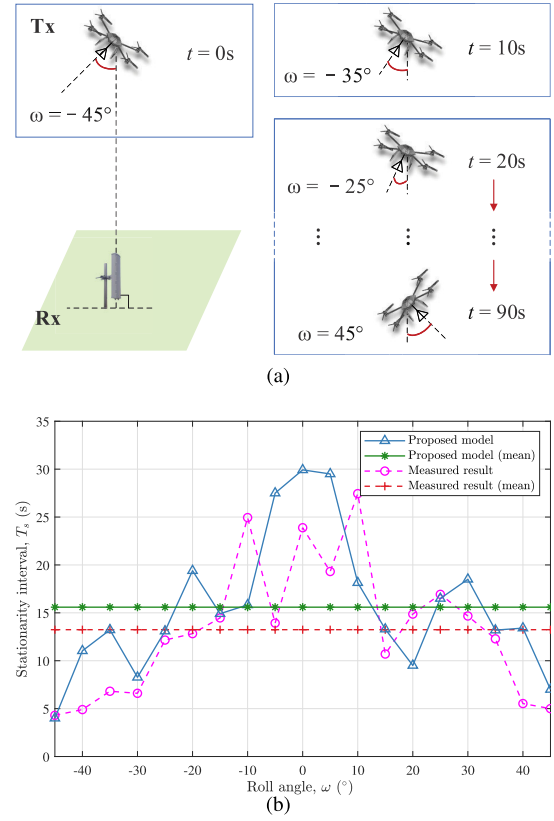 Tx
t = 0s
ω = − 45°
Rx
t = 10s
ω = − 35°
t = 20s
ω = − 25°
t = 90s
ω = 45°
(a)
35
30
25
20
15
10
5
0
Stationarity interval, Ts (s)
Proposed model
Proposed model (mean)
Measured result
Measured result (mean)
-40 -30 -20 -10 0 10 20 30 40
Roll angle, ω (°)
(b)